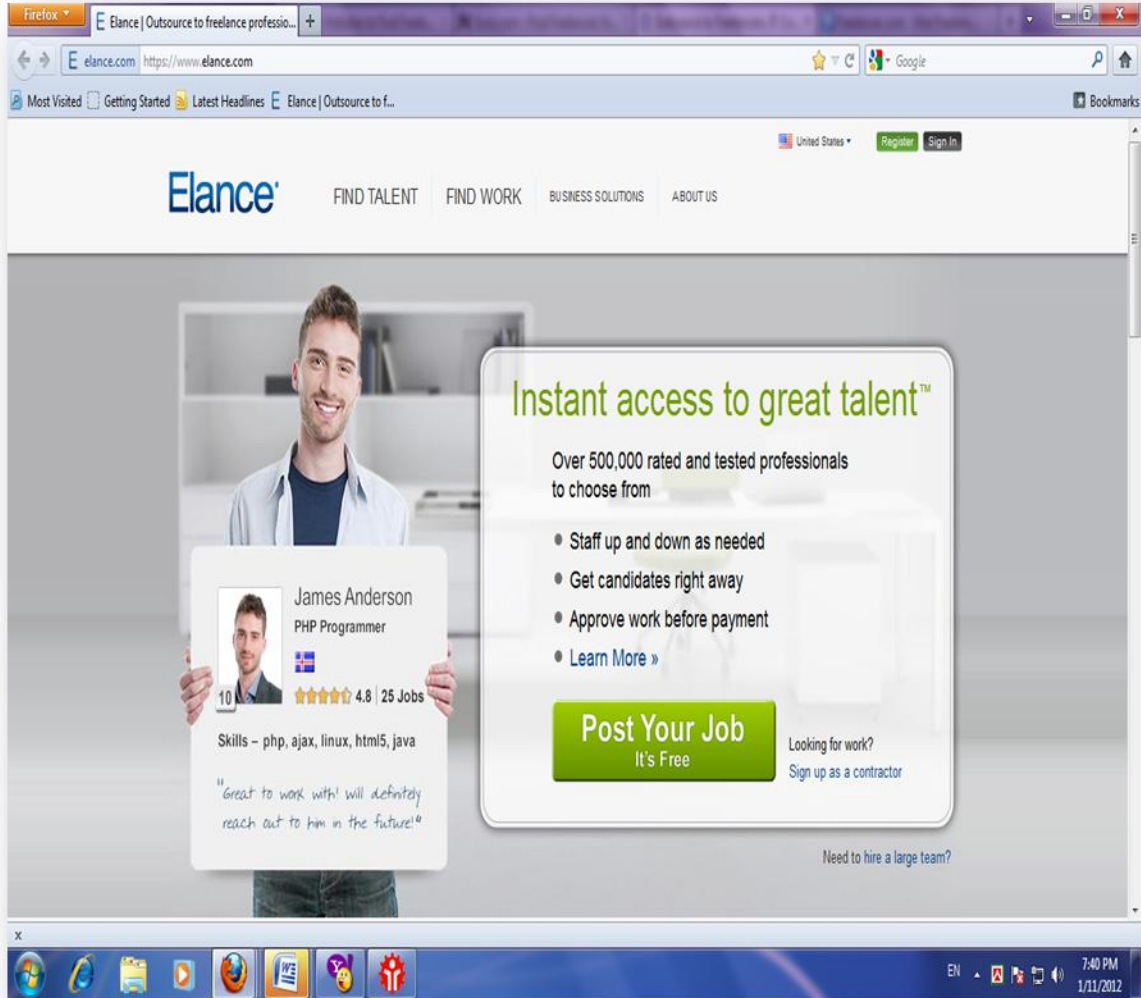 Firefox
Elance | Outsource to freelance professio...
elance.com https://www.elance.com
Google
Most Visited Getting Started Latest Headlines Elance | Outsource to f...
Bookmarks
United States Register Sign In
Elance
FIND TALENT FIND WORK BUSINESS SOLUTIONS ABOUT US
Instant access to great talent™
Over 500,000 rated and tested professionals
to choose from
• Staff up and down as needed
• Get candidates right away
• Approve work before payment
• Learn More »
Post Your Job
It's Free
Looking for work?
Sign up as a contractor
Need to hire a large team?
James Anderson
PHP Programmer
10
4.8 | 25 Jobs
Skills – php, ajax, linux, html5, java
"Great to work with! will definitely
reach out to him in the future!"
x
EN
7:40 PM
1/11/2012